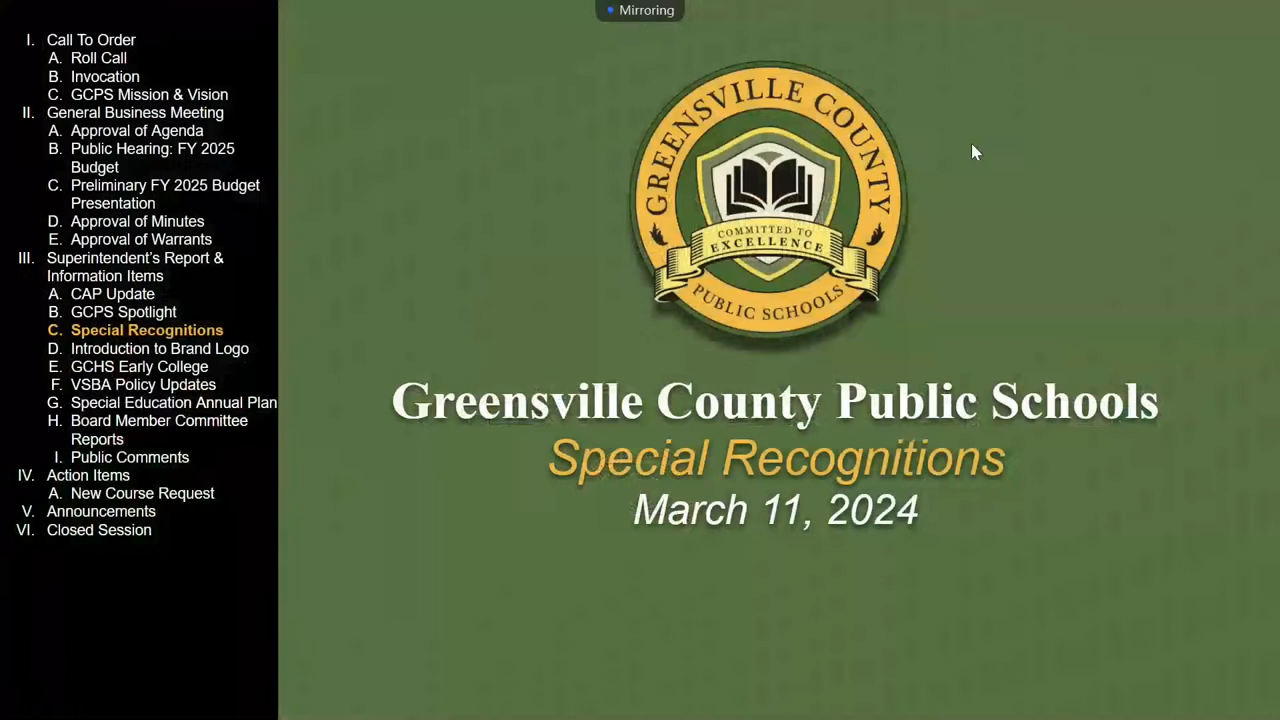 Mirroring
I. Call To Order
A. Roll Call
B. Invocation
C. GCPS Mission & Vision
II. General Business Meeting
A. Approval of Agenda
B. Public Hearing: FY 2025
Budget
C. Preliminary FY 2025 Budget
Presentation
D. Approval of Minutes
E. Approval of Warrants
III. Superintendent's Report &
Information Items
A. CAP Update
B. GCPS Spotlight
C. Special Recognitions
D. Introduction to Brand Logo
E. GCHS Early College
F. VSBA Policy Updates
G. Special Education Annual Plan
H. Board Member Committee
Reports
I. Public Comments
IV. Action Items
A. New Course Request
V. Announcements
VI. Closed Session
GREENSVILLE COUNTY
COMMITTED TO
EXCELLENCE
PUBLIC SCHOOLS
Greensville County Public Schools
Special Recognitions
March 11, 2024